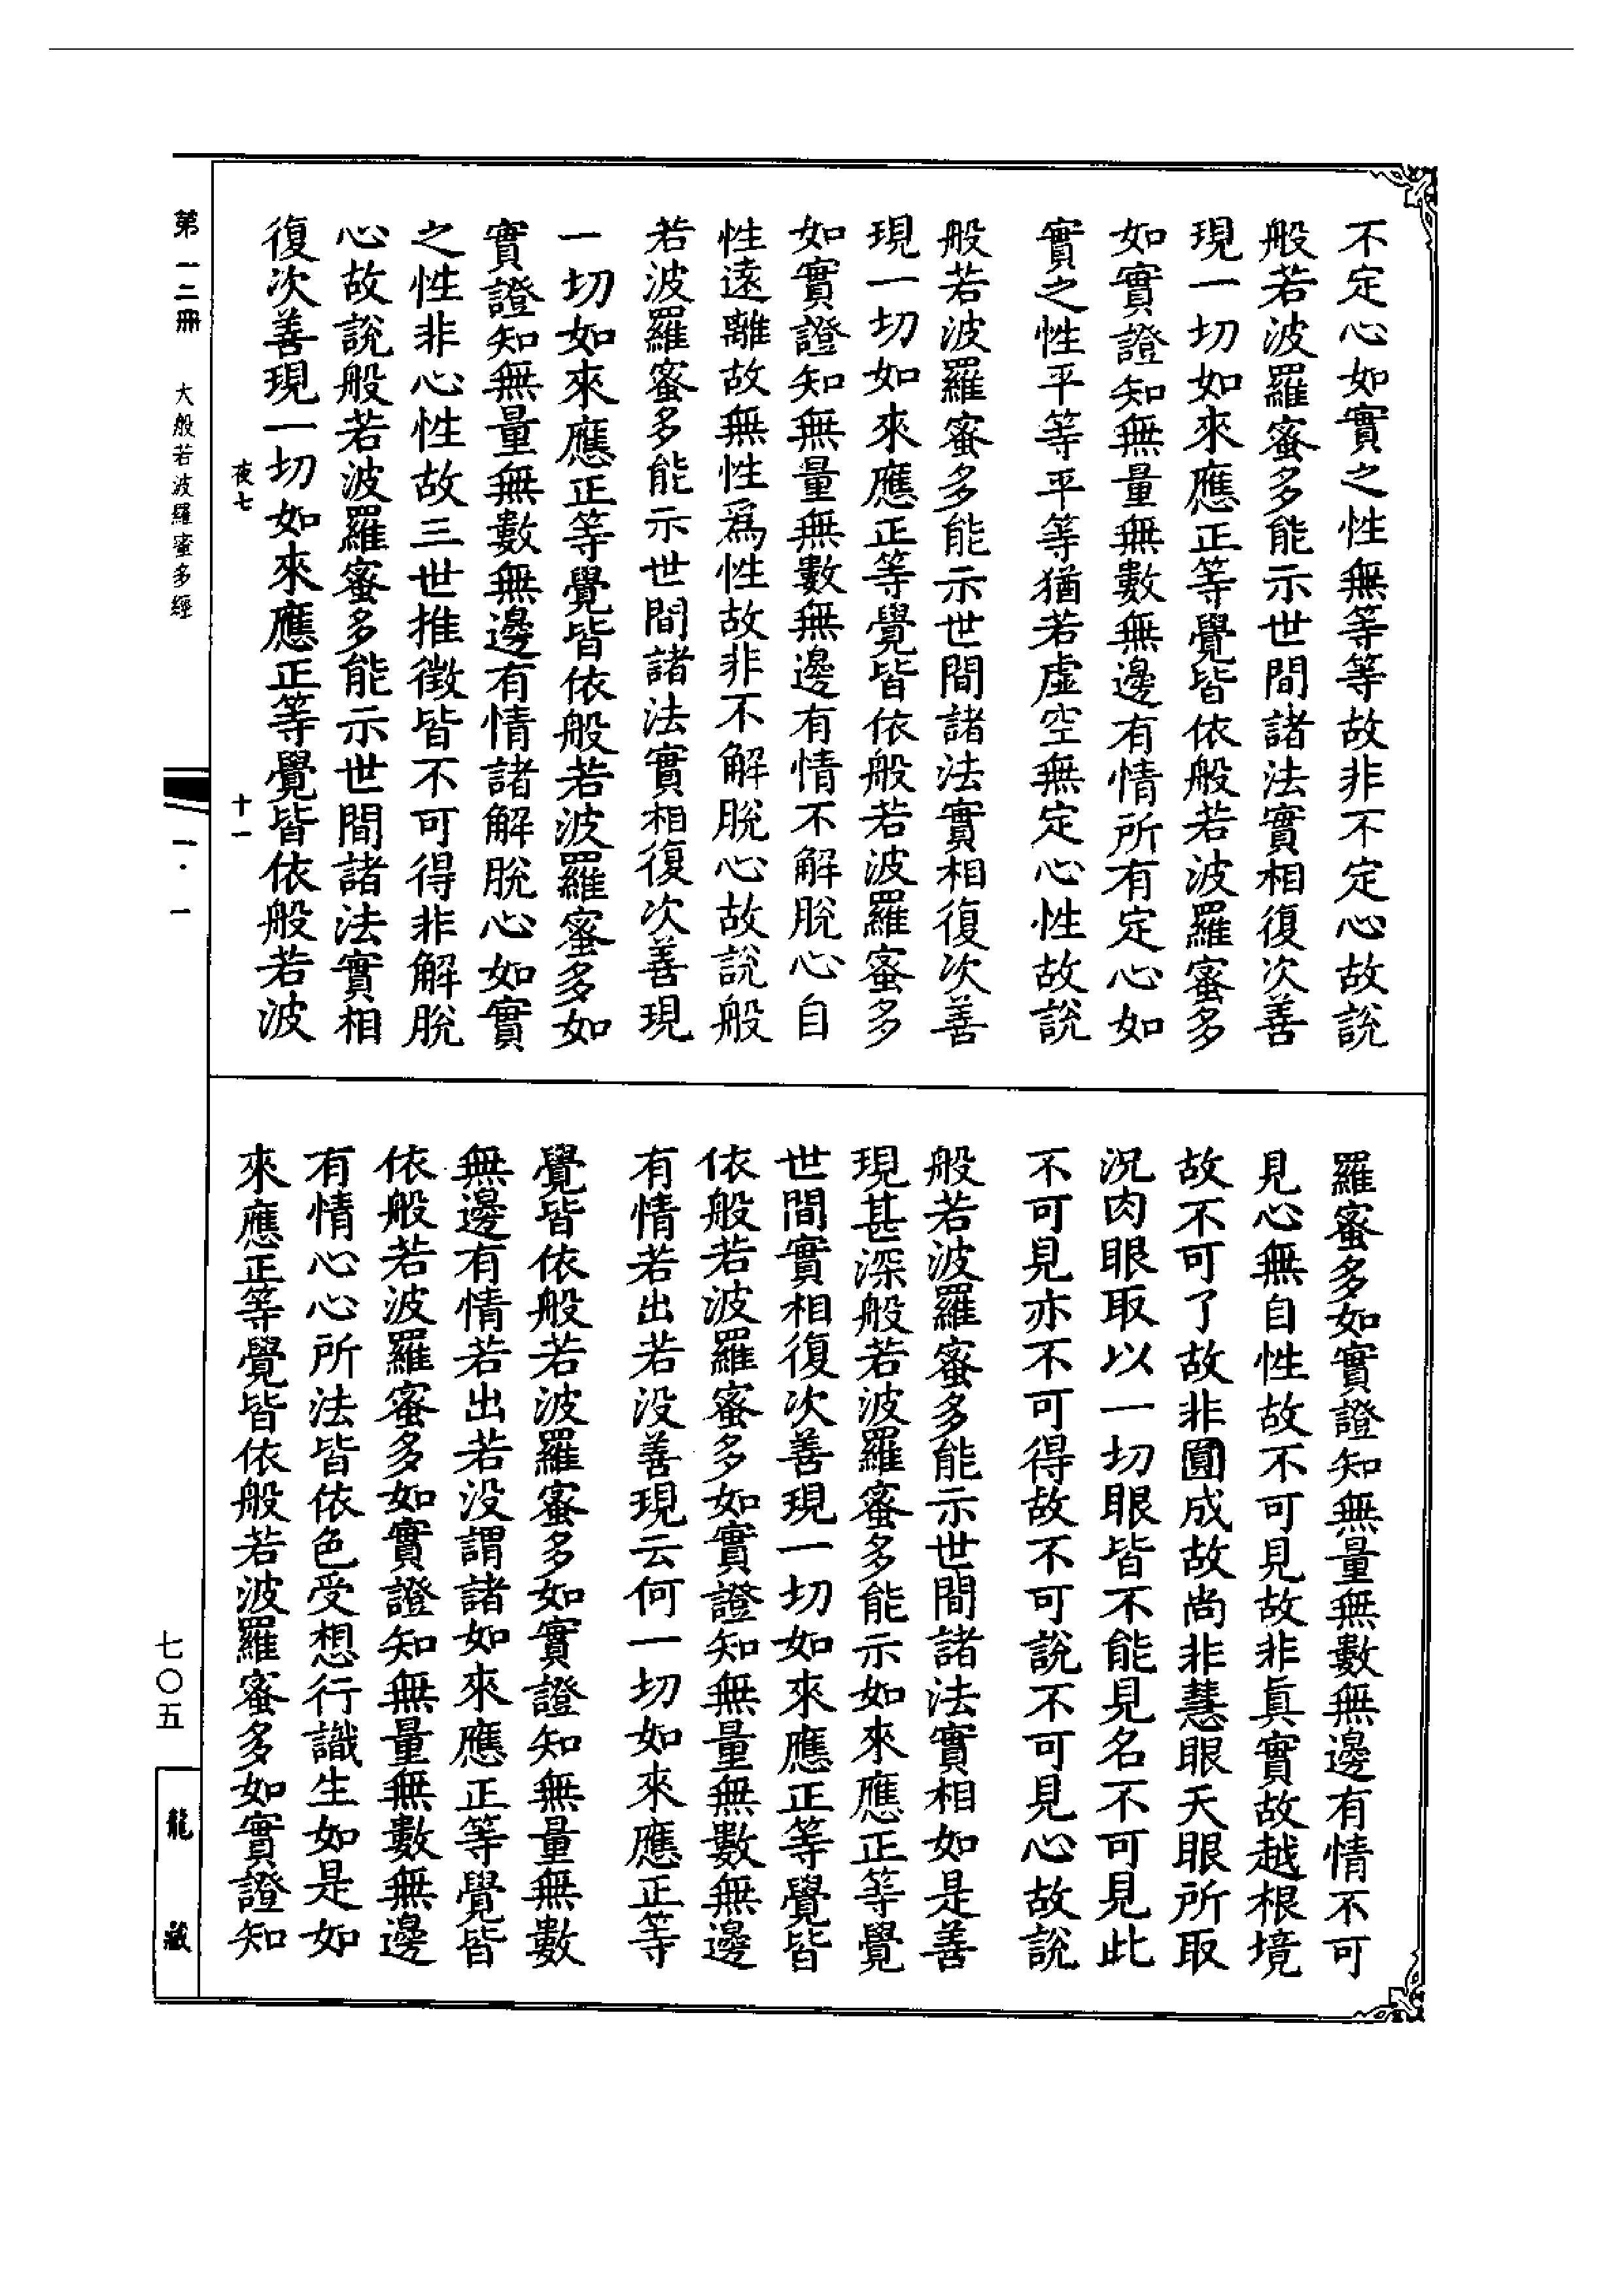 不定心如實之性無等等故非不定心故說
般若波羅蜜多能示世間諸法實相復次善
現一切如來應正等覺皆依般若波羅蜜多
如實證知無量無數無邊有情所有定心如
實之性平等平等猶若虛空無定心性故說
般若波羅蜜多能示世間諸法實相復次善
現一切如來應正等覺皆依般若波羅蜜多
如實證知無量無數無邊有情不解脫心自
性遠離故無性爲性故非不解脫心故說般
若波羅蜜多能示世間諸法實相復次善現
一切如來應正等覺皆依般若波羅蜜多如
實證知無量無數無邊有情諸解脫心如實
之性非心性故三世推徵皆不可得非解脫
心故說般若波羅蜜多能示世間諸法實相
復次善現一切如來應正等覺皆依般若波
夜七 十一
羅蜜多如實證知無量無數無邊有情不可
見心無自性故不可見故非眞實故越根境
故不可了故非圓成故尚非慧眼天眼所取
況肉眼取以一切眼皆不能見名不可見此
不可見亦不可得故不可說不可見心故說
般若波羅蜜多能示世間諸法實相如是善
現甚深般若波羅蜜多能示如來應正等覺
世間實相復次善現一切如來應正等覺皆
依般若波羅蜜多如實證知無量無數無邊
有情若出若没善現云何一切如來應正等
覺皆依般若波羅蜜多如實證知無量無數
無邊有情若出若没謂諸如來應正等覺皆
依般若波羅蜜多如實證知無量無數無邊
有情心心所法皆依色受想行識生如是如
來應正等覺皆依般若波羅蜜多如實證知
第一二冊 大般若波羅蜜多經
一·一
七〇五
龍藏